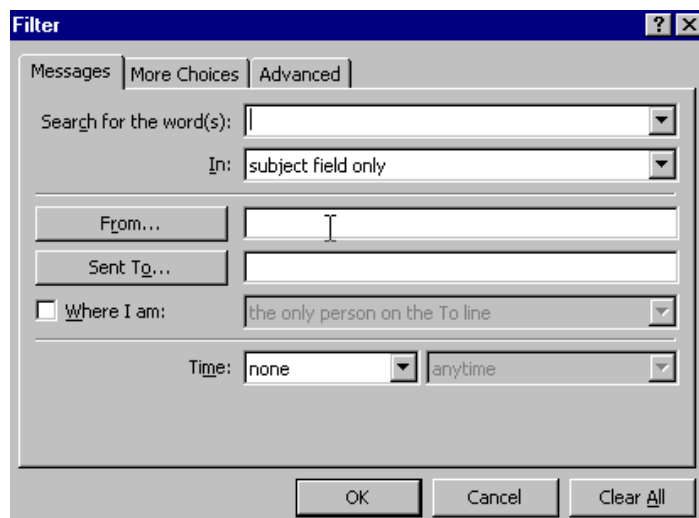 Filter
Messages More Choices Advanced
Search for the word(s):
In: subject field only
From...
Sent To...
Where I am: the only person on the To line
Time: none anytime
OK Cancel Clear All